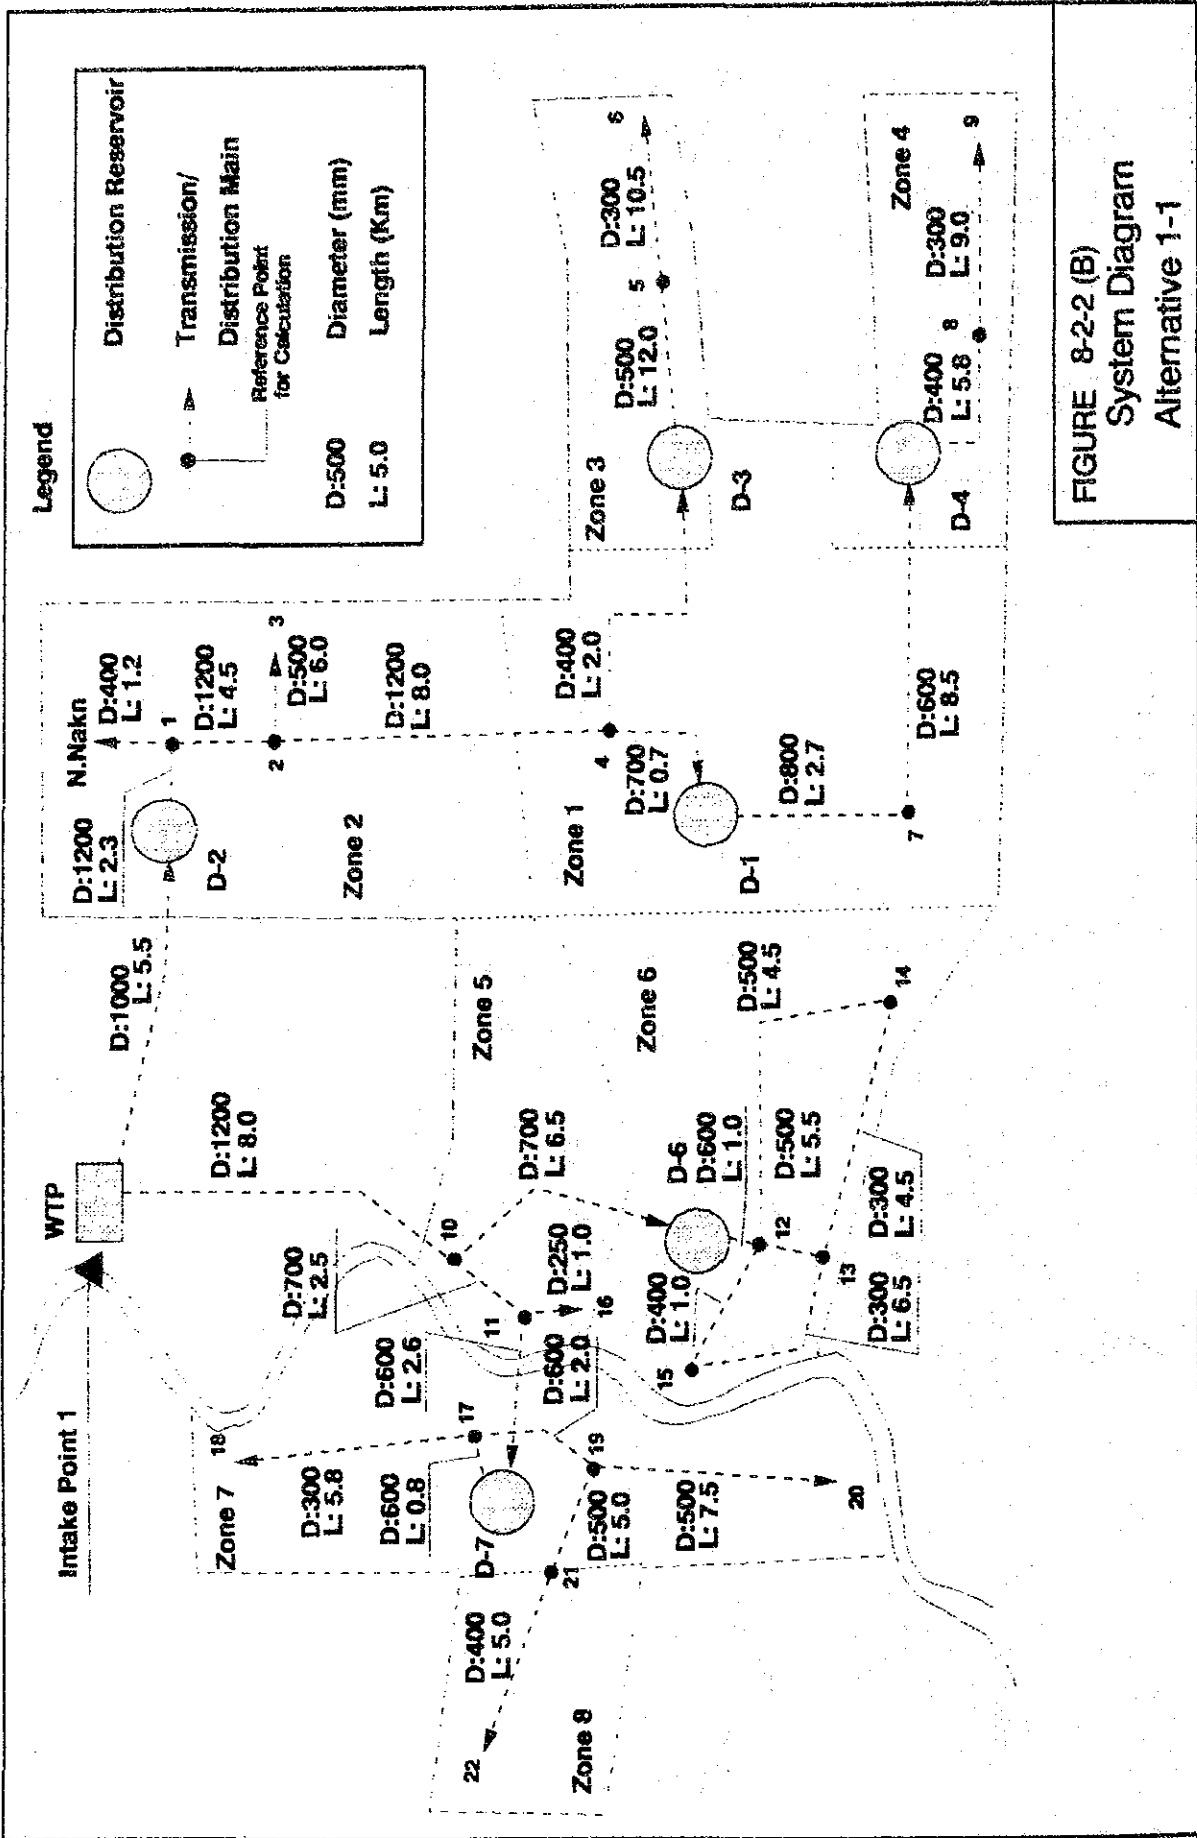 Legend
Distribution Reservoir
Transmission/
Distribution Main
Reference Point
for Calculation
D:500
Diameter (mm)
L: 5.0
Length (Km)
Intake Point 1
WTP
D:1000
L: 5.5
D:1200
L: 2.3
N.Nakn
D:400
L: 1.2
1
D:1200
L: 4.5
D-2
2
3
D:500
L: 6.0
D:1200
L: 8.0
Zone 2
D:1200
L: 8.0
18
Zone 7
D:300
L: 5.8
D:700
L: 2.5
D:600
L: 0.8
D:600
L: 2.6
17
10
11
Zone 5
D:700
L: 6.5
D:250
L: 1.0
16
D-7
D:400
L: 5.0
22
Zone 8
21
D:500
L: 5.0
19
D:600
L: 2.0
D:500
L: 7.5
20
15
D:400
L: 1.0
D-6
D:600
L: 1.0
Zone 6
12
D:500
L: 5.5
D:500
L: 4.5
13
14
D:300
L: 6.5
D:300
L: 4.5
Zone 1
4
D:400
L: 2.0
D:700
L: 0.7
D-1
D:800
L: 2.7
7
D:600
L: 8.5
Zone 3
D-3
D:500
L: 12.0
5
D:300
L: 10.5
6
Zone 4
D-4
D:400
L: 5.8
8
D:300
L: 9.0
9
FIGURE 8-2-2 (B)
System Diagram
Alternative 1-1